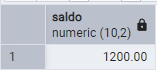 saldo
numeric (10,2)
1
1200.00